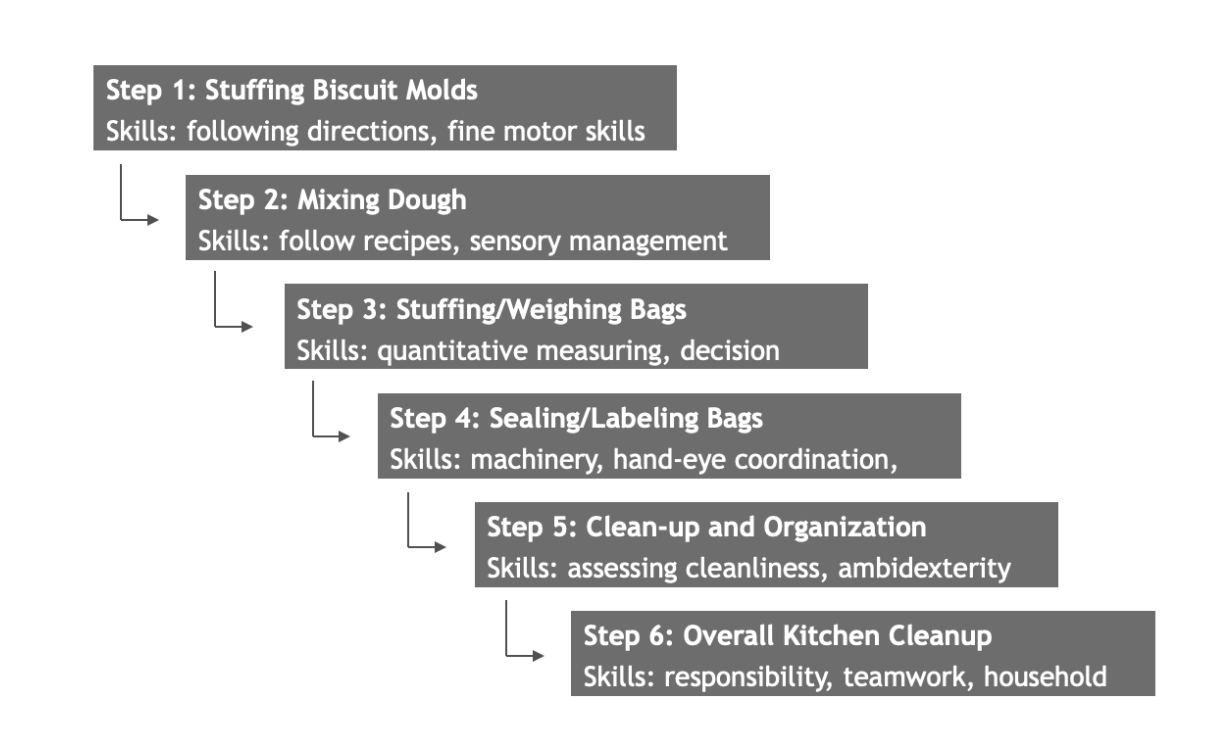 Step 1: Stuffing Biscuit Molds
Skills: following directions, fine motor skills
Step 2: Mixing Dough
Skills: follow recipes, sensory management
Step 3: Stuffing/Weighing Bags
Skills: quantitative measuring, decision
Step 4: Sealing/Labeling Bags
Skills: machinery, hand-eye coordination,
Step 5: Clean-up and Organization
Skills: assessing cleanliness, ambidexterity
Step 6: Overall Kitchen Cleanup
Skills: responsibility, teamwork, household